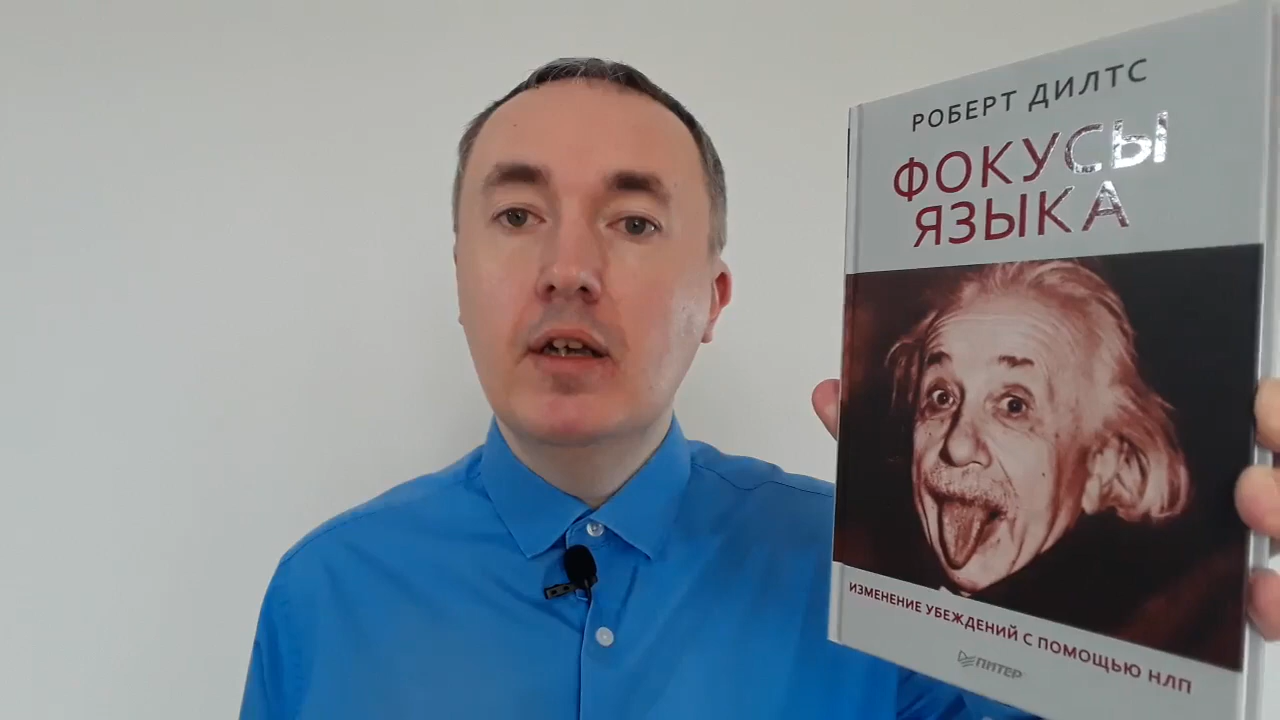 РОБЕРТ ДИЛТС
ФОКУСЫ
ЯЗЫКА
ИЗМЕНЕНИЕ УБЕЖДЕНИЙ С ПОМОЩЬЮ НЛП
ПИТЕР